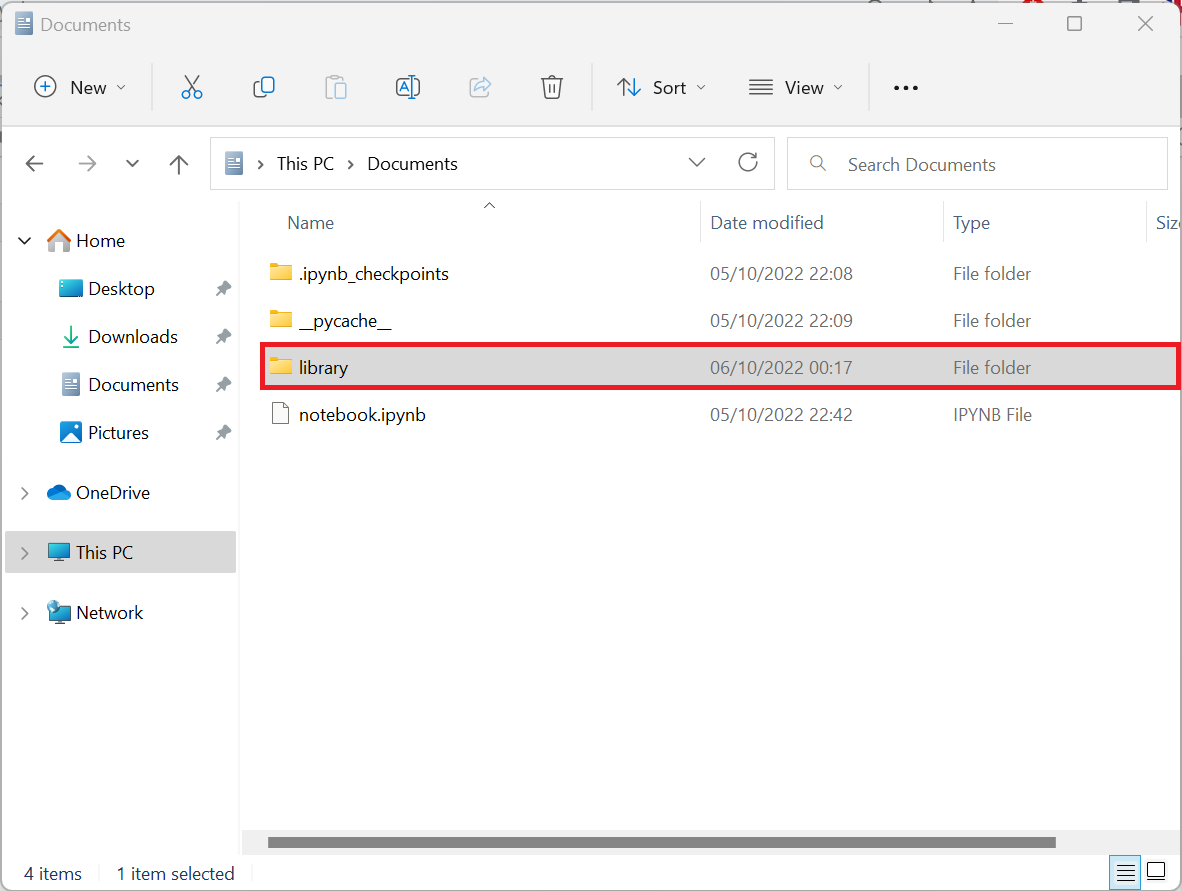 Documents
New Sort View
This PC Documents Search Documents
Name Date modified Type Size
Home
Desktop
Downloads
Documents
Pictures
OneDrive
This PC
Network
.ipynb_checkpoints 05/10/2022 22:08 File folder
__pycache__ 05/10/2022 22:09 File folder
library 06/10/2022 00:17 File folder
notebook.ipynb 05/10/2022 22:42 IPYNB File
4 items 1 item selected